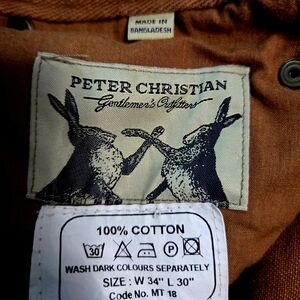 MADE IN
BANGLADESH
PETER CHRISTIAN
Gentlemen's Outfitters
100% COTTON
30 P
WASH DARK COLOURS SEPARATELY
SIZE : W 34" L 30"
Code No. MT 18